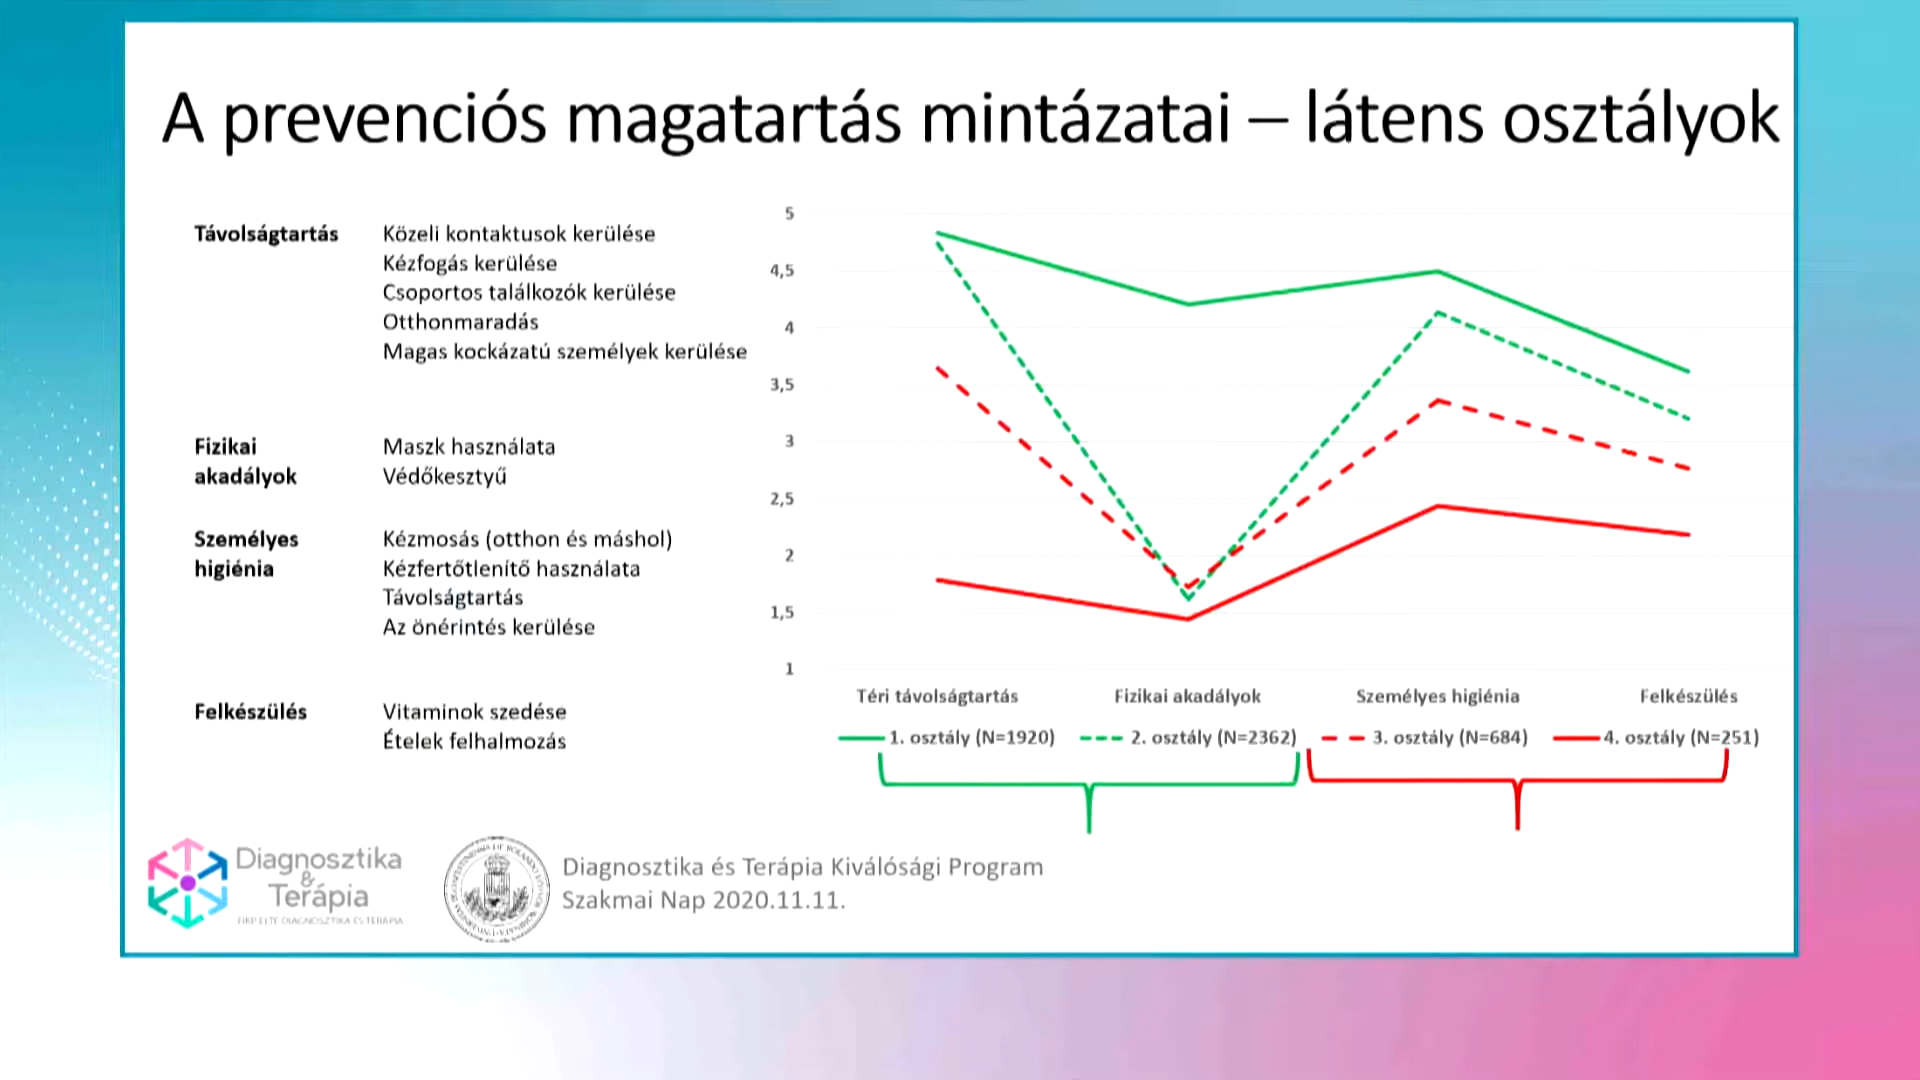 A prevenciós magatartás mintázatai – látens osztályok
Távolságtartás
Közeli kontaktusok kerülése
Kézfogás kerülése
Csoportos találkozók kerülése
Otthonmaradás
Magas kockázatú személyek kerülése
Fizikai
akadályok
Maszk használata
Védőkesztyű
Személyes
higiénia
Kézmosás (otthon és máshol)
Kézfertőtlenítő használata
Távolságtartás
Az önérintés kerülése
Felkészülés
Vitaminok szedése
Ételek felhalmozás
5
4,5
4
3,5
3
2,5
2
1,5
1
Téri távolságtartás
Fizikai akadályok
Személyes higiénia
Felkészülés
1. osztály (N=1920)
2. osztály (N=2362)
3. osztály (N=684)
4. osztály (N=251)
Diagnosztika
&
Terápia
ELTE DIAGNOSZTIKA ÉS TERÁPIA
Diagnosztika és Terápia Kiválósági Program
Szakmai Nap 2020.11.11.